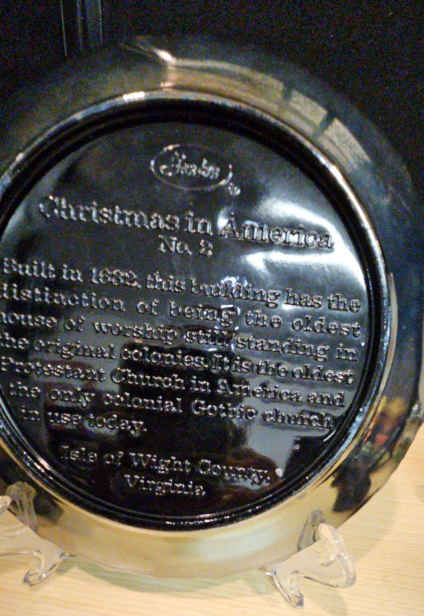 Fenton
Christmas in America
No. 2
Built in 1632, this building has the
distinction of being the oldest
house of worship still standing in
the original colonies It is the oldest
Protestant Church in America and
the only colonial Gothic church
in use today.
Isle of Wight County,
Virginia.